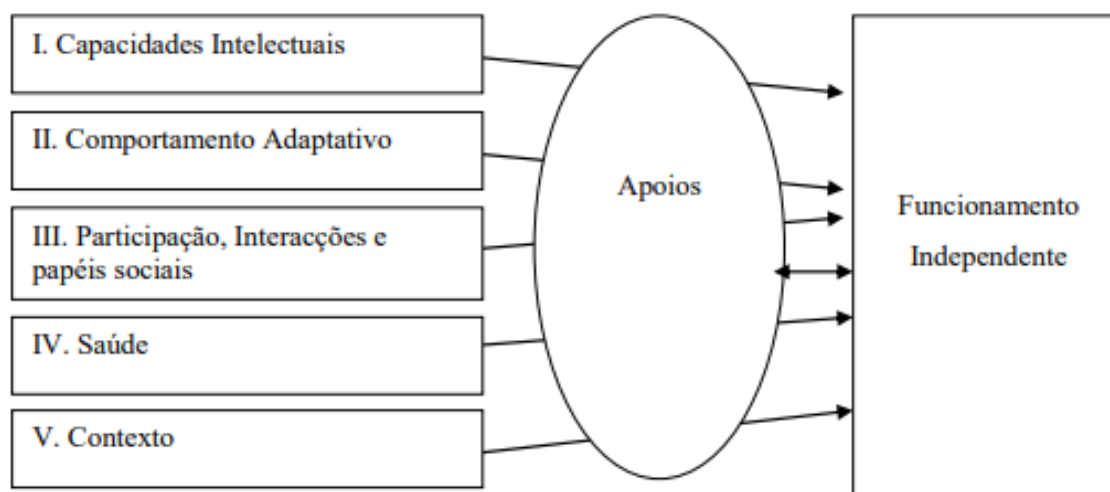 I. Capacidades Intelectuais
II. Comportamento Adaptativo
III. Participação, Interacções e
papéis sociais
IV. Saúde
V. Contexto
Apoios
Funcionamento
Independente